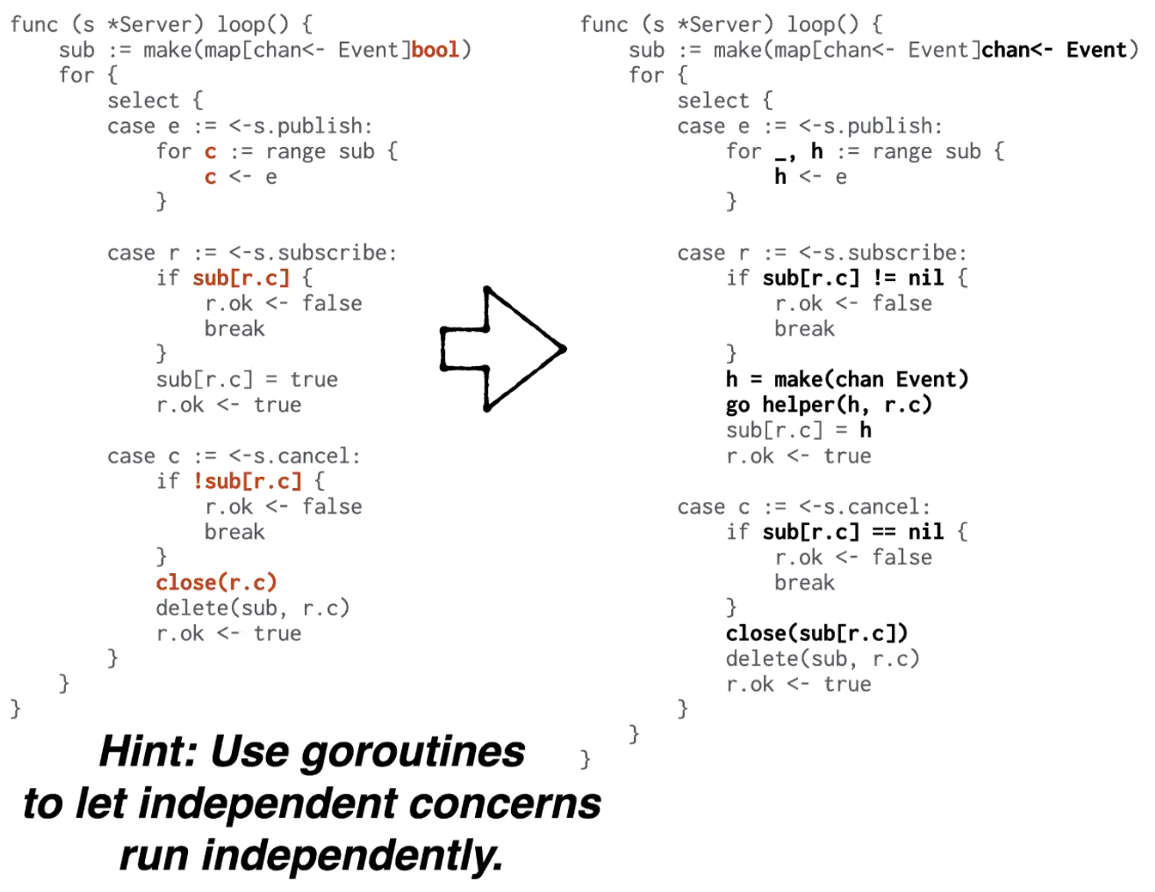 func (s *Server) loop() {
    sub := make(map[chan<- Event]bool)
    for {
        select {
        case e := <-s.publish:
            for c := range sub {
                c <- e
            }

        case r := <-s.subscribe:
            if sub[r.c] {
                r.ok <- false
                break
            }
            sub[r.c] = true
            r.ok <- true

        case c := <-s.cancel:
            if !sub[r.c] {
                r.ok <- false
                break
            }
            close(r.c)
            delete(sub, r.c)
            r.ok <- true
        }
    }
}
Hint: Use goroutines
to let independent concerns
run independently.
func (s *Server) loop() {
    sub := make(map[chan<- Event]chan<- Event)
    for {
        select {
        case e := <-s.publish:
            for _, h := range sub {
                h <- e
            }

        case r := <-s.subscribe:
            if sub[r.c] != nil {
                r.ok <- false
                break
            }
            h = make(chan Event)
            go helper(h, r.c)
            sub[r.c] = h
            r.ok <- true

        case c := <-s.cancel:
            if sub[r.c] == nil {
                r.ok <- false
                break
            }
            close(sub[r.c])
            delete(sub, r.c)
            r.ok <- true
        }
    }
}